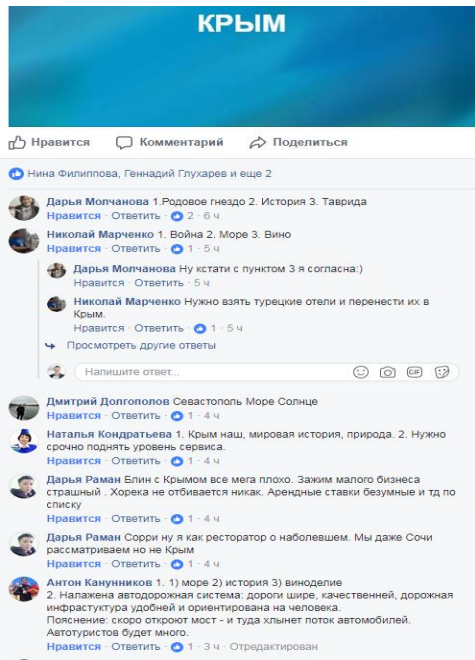 КРЫМ
Нравится Комментарий Поделиться
Нина Филиппова, Геннадий Глухарев и еще 2
Дарья Молчанова 1.Родовое гнездо 2. История 3. Таврида
Нравится · Ответить · 2 · 6 ч
Николай Марченко 1. Война 2. Море 3. Вино
Нравится · Ответить · 1 · 5 ч
Дарья Молчанова Ну кстати с пунктом 3 я согласна:)
Нравится · Ответить · 5 ч
Николай Марченко Нужно взять турецкие отели и перенести их в
Крым.
Нравится · Ответить · 1 · 5 ч
Просмотреть другие ответы
Напишите ответ...
GIF
Дмитрий Долгополов Севастополь Море Солнце
Нравится · Ответить · 1 · 4 ч
Наталья Кондратьева 1. Крым наш, мировая история, природа. 2. Нужно
срочно поднять уровень сервиса.
Нравится · Ответить · 1 · 4 ч
Дарья Раман Блин с Крымом все мега плохо. Зажим малого бизнеса
страшный . Хорека не отбивается никак. Арендные ставки безумные и тд по
списку
Нравится · Ответить · 1 · 4 ч
Дарья Раман Сорри ну я как ресторатор о наболевшем. Мы даже Сочи
рассматриваем но не Крым
Нравится · Ответить · 1 · 4 ч
Антон Канунников 1. 1) море 2) история 3) виноделие
2. Налажена автодорожная система: дороги шире, качественней, дорожная
инфрастуктура удобней и ориентирована на человека.
Пояснение: скоро откроют мост - и туда хлынет поток автомобилей.
Автотуристов будет много.
Нравится · Ответить · 1 · 3 ч · Отредактирован